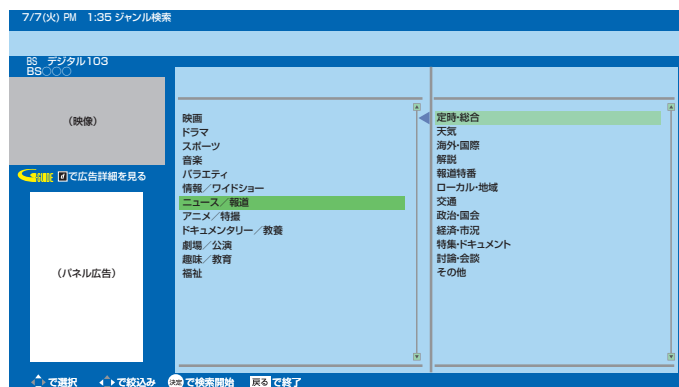 7/7(火) PM 1:35 ジャンル検索
BS デジタル103
BS○○○
(映像)
G GUIDE dで広告詳細を見る
(パネル広告)
映画
ドラマ
スポーツ
音楽
バラエティ
情報／ワイドショー
ニュース／報道
アニメ／特撮
ドキュメンタリー／教養
劇場／公演
趣味／教育
福祉
定時・総合
天気
海外・国際
解説
報道特番
ローカル・地域
交通
政治・国会
経済・市況
特集・ドキュメント
討論・会談
その他
で選択 で絞込み 決定で検索開始 戻るで終了